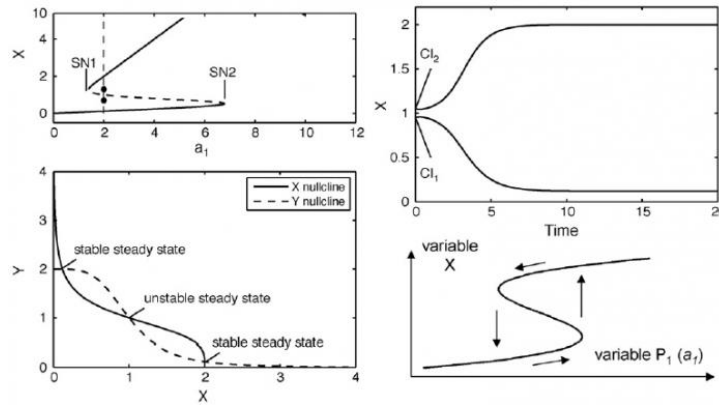 10
4
X
2
0
SN1
SN2
0
2
4
6
8
10
12
a1
2
1.5
X
1
0.5
0
CI2
CI1
0
5
10
15
20
Time
4
3
Y
2
1
0
X nullcline
Y nullcline
stable steady state
unstable steady state
stable steady state
0
1
2
3
4
X
variable
X
variable P1 (a1)